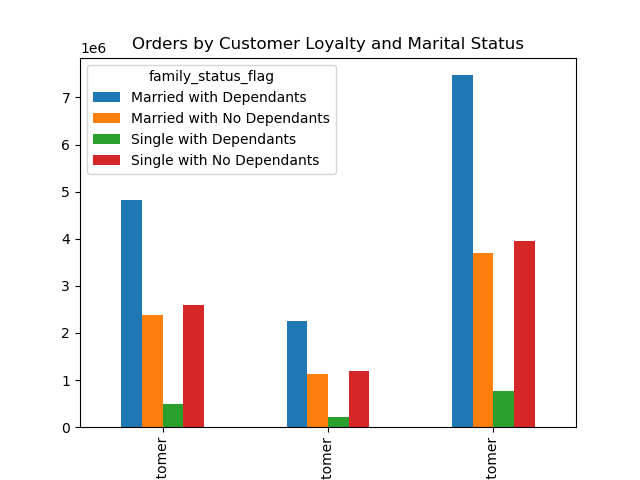 Orders by Customer Loyalty and Marital Status
1e6
family_status_flag
Married with Dependants
Married with No Dependants
Single with Dependants
Single with No Dependants
7
6
5
4
3
2
1
0
tomer
tomer
tomer